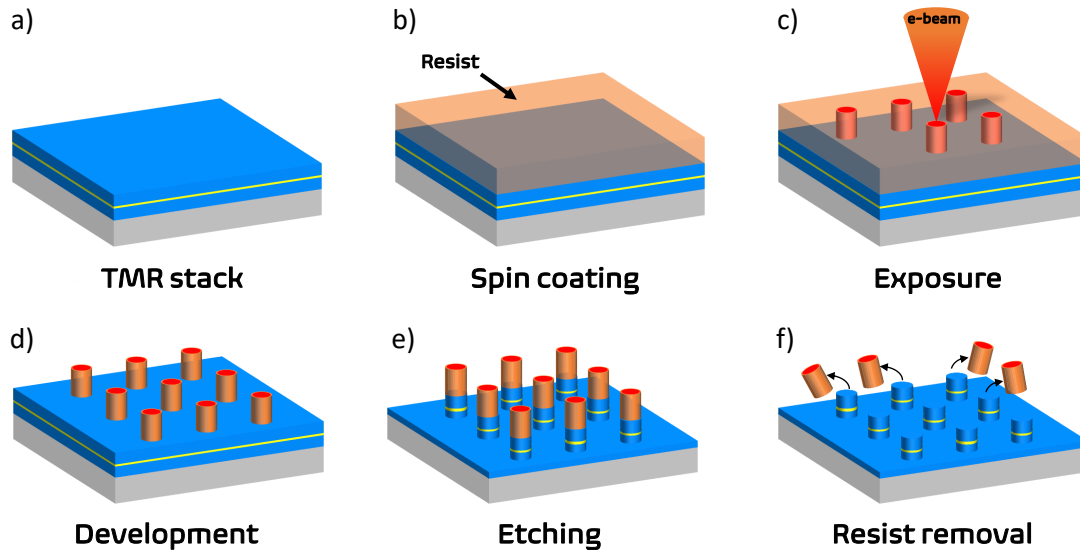 a)
b)
c)
Resist
e-beam
TMR stack
Spin coating
Exposure
d)
e)
f)
Development
Etching
Resist removal